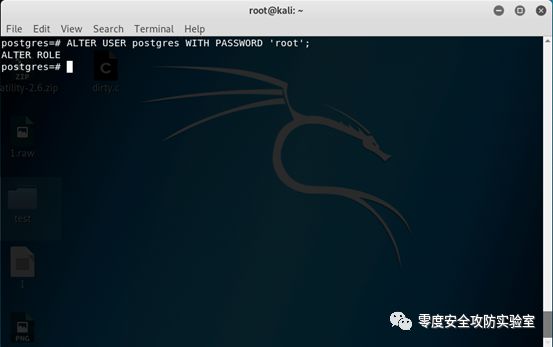 root@kali: ~
File Edit View Search Terminal Help
postgres=# ALTER USER postgres WITH PASSWORD 'root';
ALTER ROLE
postgres=#
ZIP
atility-2.6.zip
C
dirty.c
1.raw
test
1
PNG
零度安全攻防实验室